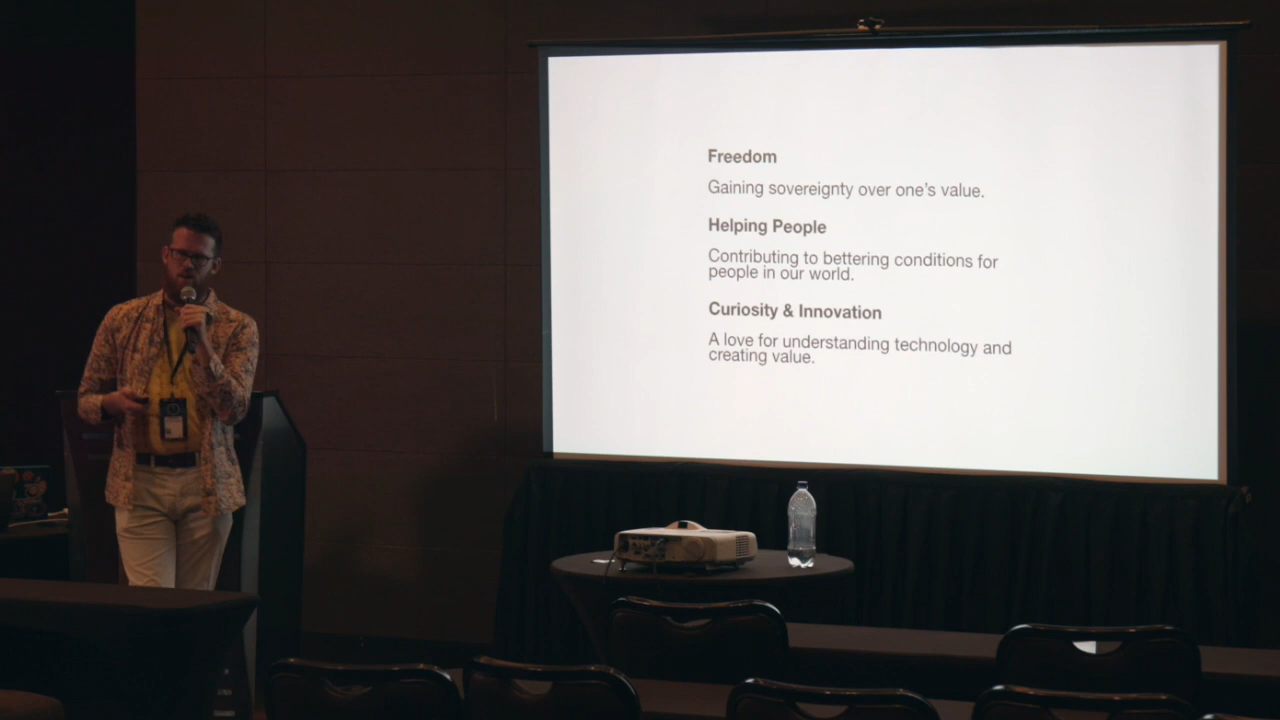 Freedom
Gaining sovereignty over one's value.
Helping People
Contributing to bettering conditions for
people in our world.
Curiosity & Innovation
A love for understanding technology and
creating value.